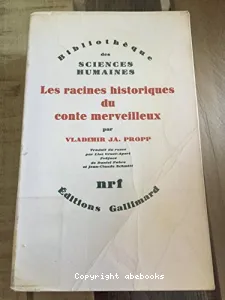 Bibliothèque
des
SCIENCES
HUMAINES
Les racines historiques
du
conte merveilleux
par
VLADIMIR JA. PROPP
Traduit du russe
par Lise Gruel-Apert
Préface
de Daniel Fabre
et Jean-Claude Schmitt
nrf
Éditions Gallimard
Copyright abebooks